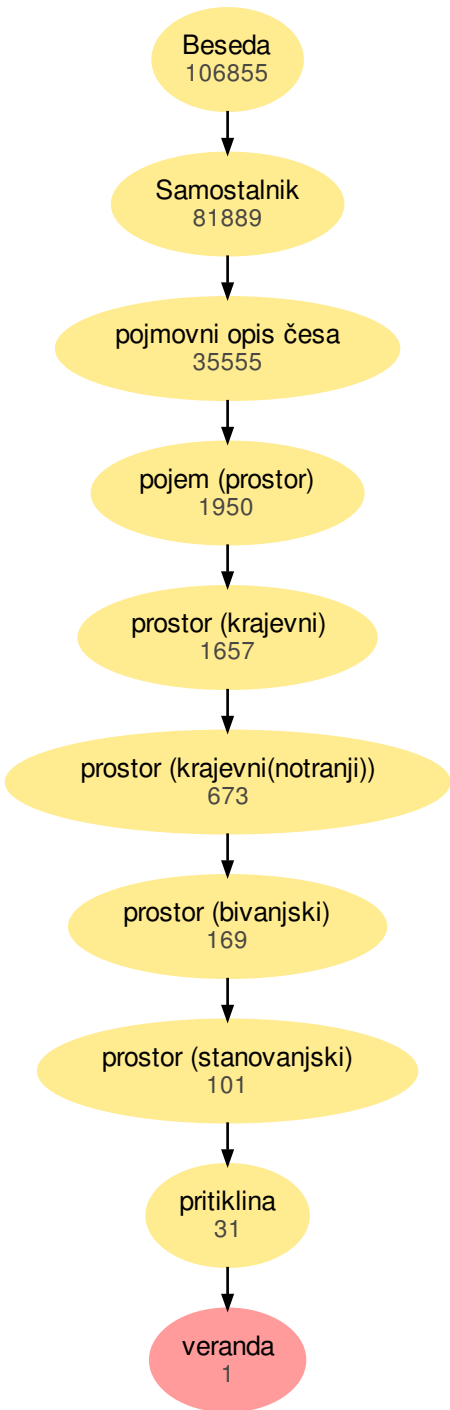 Beseda
106855
Samostalnik
81889
pojmovni opis česa
35555
pojem (prostor)
1950
prostor (krajevni)
1657
prostor (krajevni(notranji))
673
prostor (bivanjski)
169
prostor (stanovanjski)
101
pritiklina
31
veranda
1